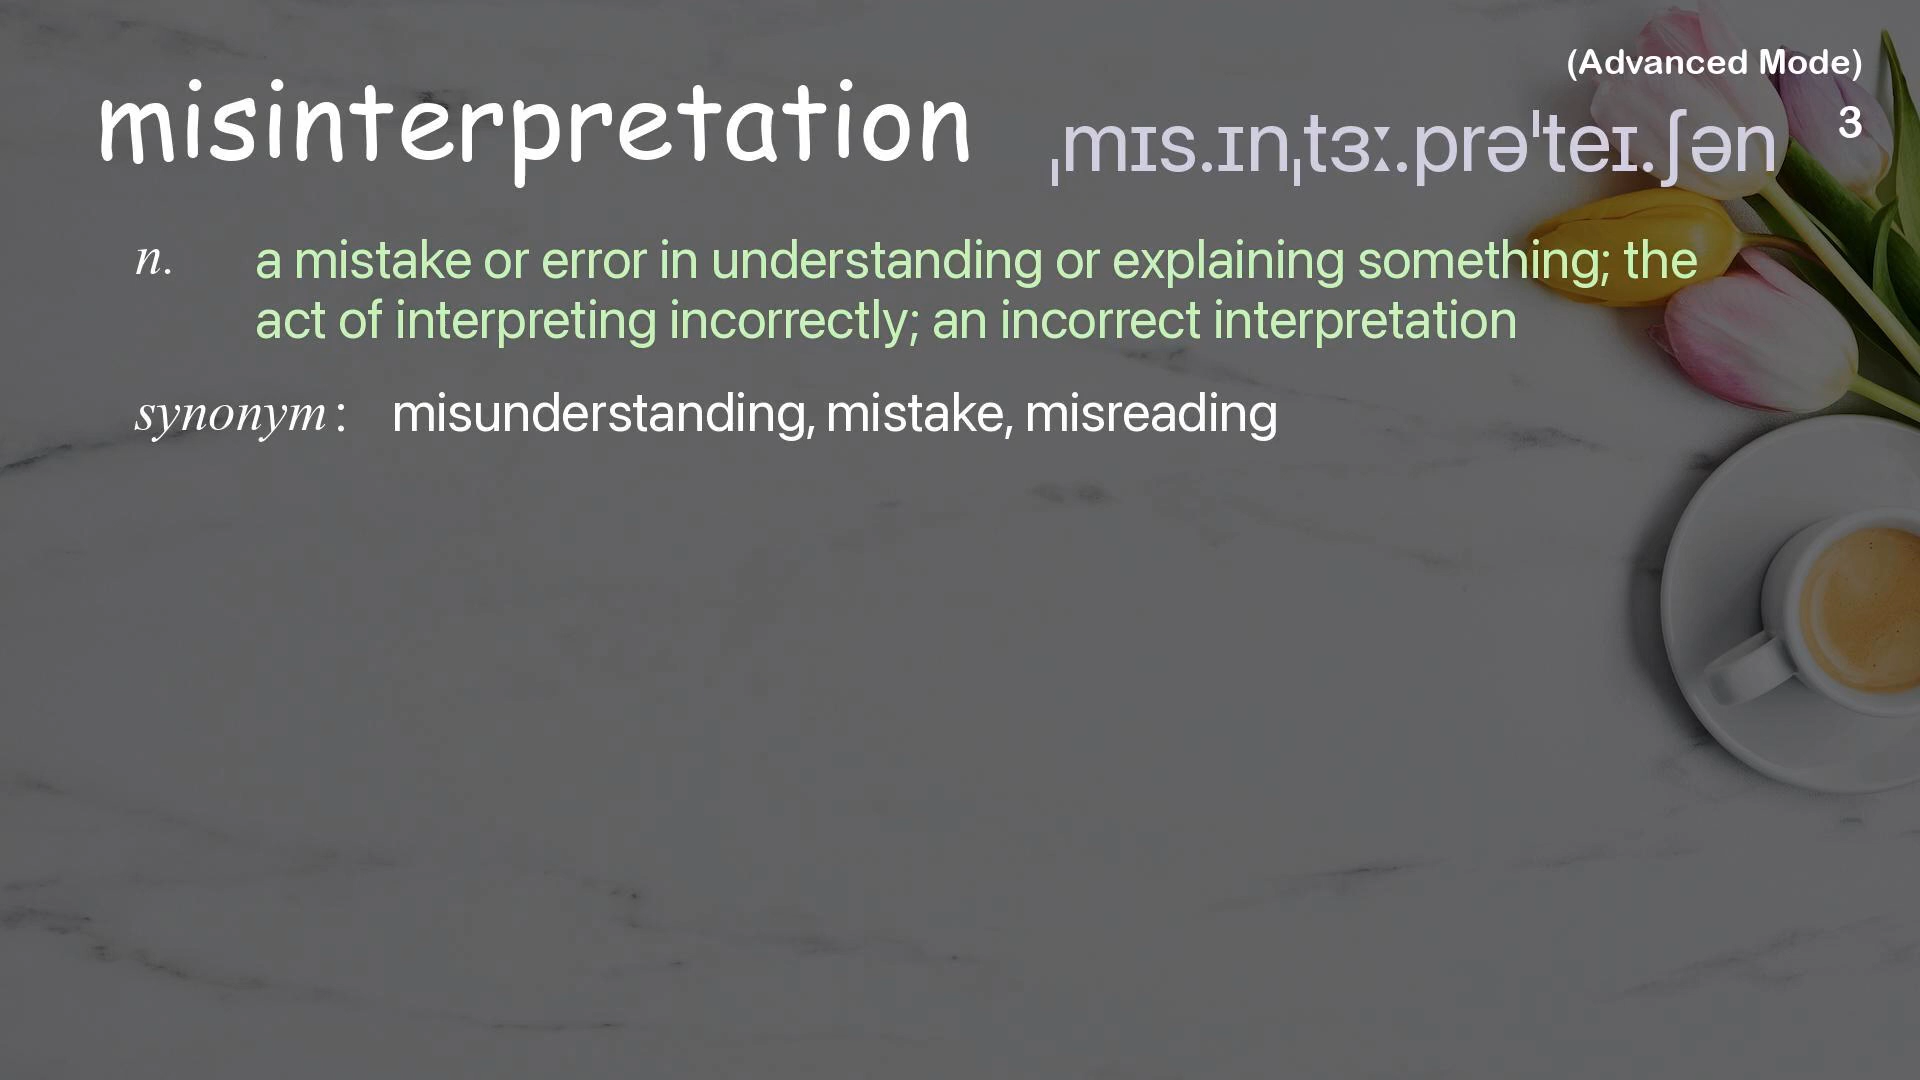 (Advanced Mode)
misinterpretation ˌmɪs.ɪnˌtɜː.prəˈteɪ.ʃən 3
n. a mistake or error in understanding or explaining something; the
act of interpreting incorrectly; an incorrect interpretation
synonym : misunderstanding, mistake, misreading